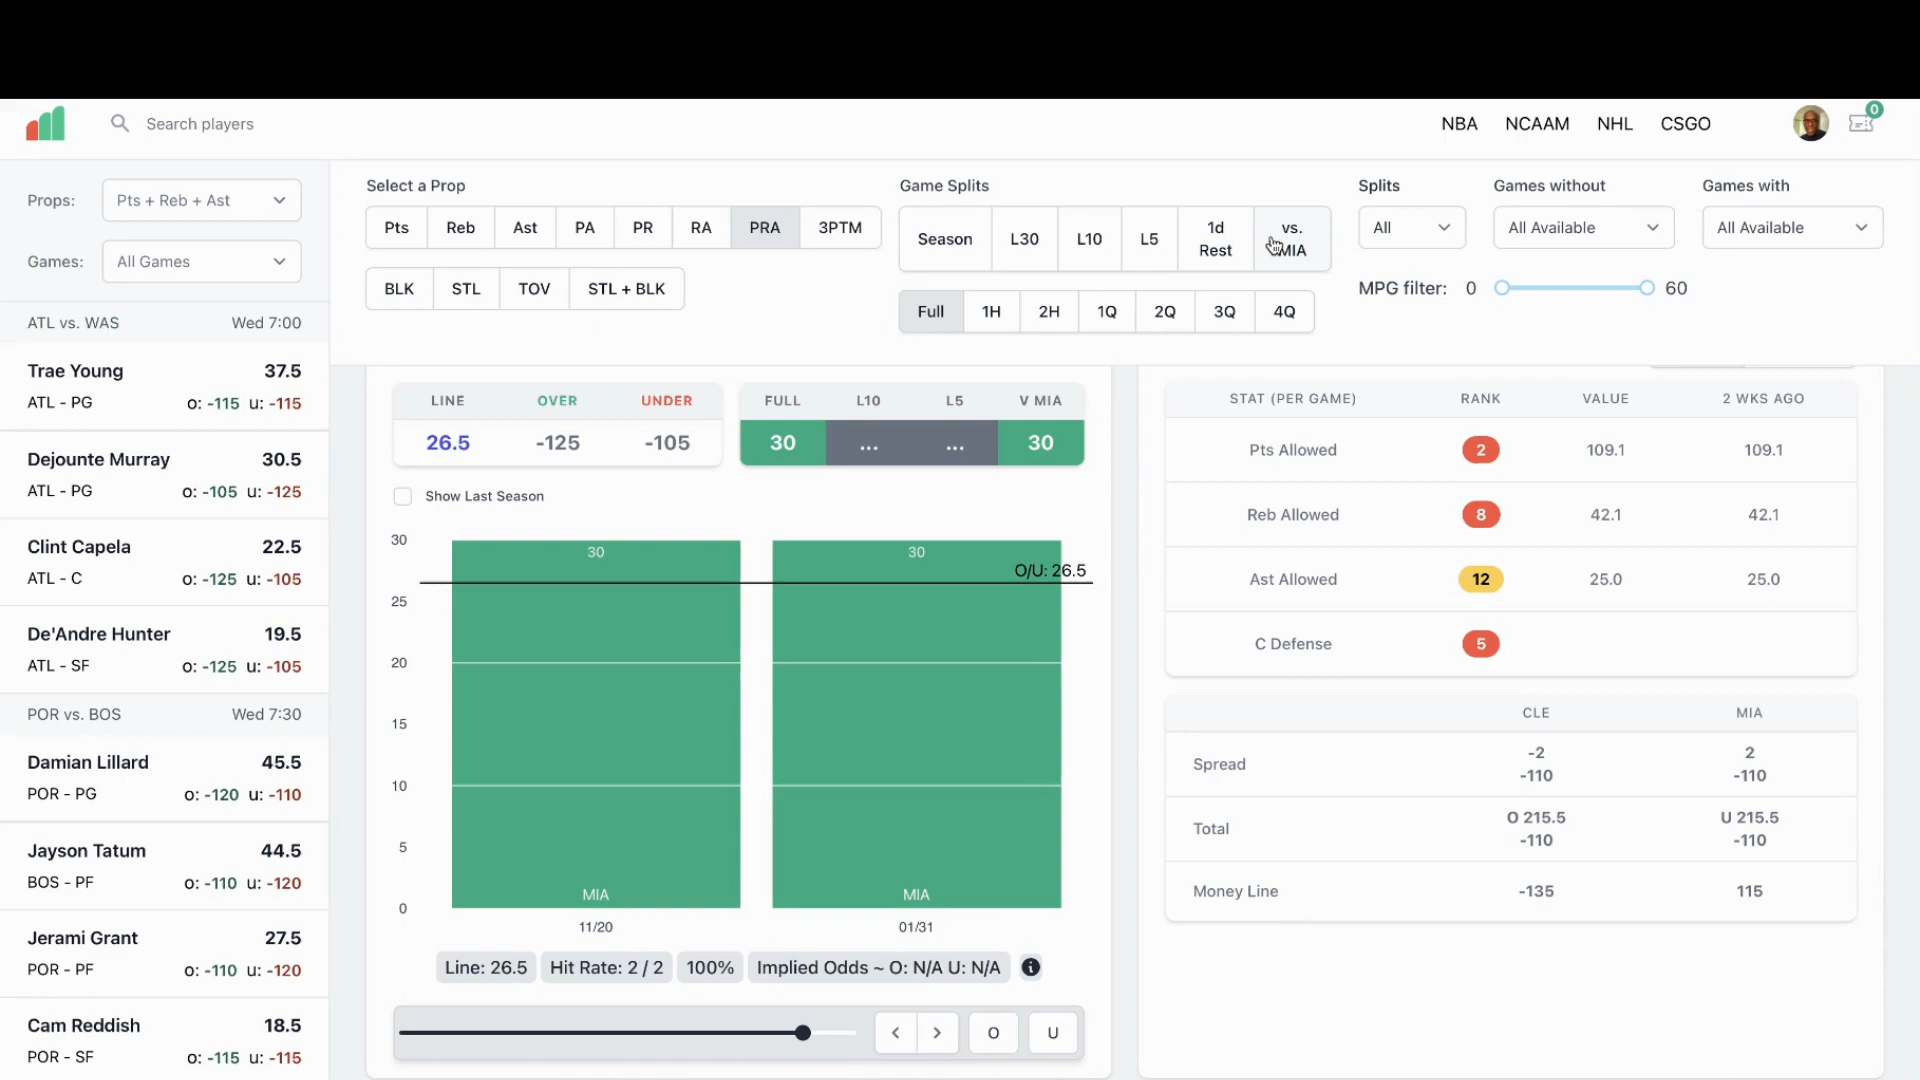 Search players
NBA NCAAM NHL CSGO
0
Props: Pts + Reb + Ast
Games: All Games
Select a Prop
Pts Reb Ast PA PR RA PRA 3PTM
BLK STL TOV STL + BLK
Game Splits
Season L30 L10 L5 1d Rest vs. MIA
Full 1H 2H 1Q 2Q 3Q 4Q
Splits Games without Games with
All All Available All Available
MPG filter: 0 60
ATL vs. WAS Wed 7:00
Trae Young 37.5
ATL - PG o: -115 u: -115
Dejounte Murray 30.5
ATL - PG o: -105 u: -125
Clint Capela 22.5
ATL - C o: -125 u: -105
De'Andre Hunter 19.5
ATL - SF o: -125 u: -105
POR vs. BOS Wed 7:30
Damian Lillard 45.5
POR - PG o: -120 u: -110
Jayson Tatum 44.5
BOS - PF o: -110 u: -120
Jerami Grant 27.5
POR - PF o: -110 u: -120
Cam Reddish 18.5
POR - SF o: -115 u: -115
LINE OVER UNDER
26.5 -125 -105
FULL L10 L5 V MIA
30 ... ... 30
Show Last Season
30
25
20
15
10
5
0
30 30
O/U: 26.5
MIA MIA
11/20 01/31
Line: 26.5 Hit Rate: 2 / 2 100% Implied Odds ~ O: N/A U: N/A
< > O U
STAT (PER GAME) RANK VALUE 2 WKS AGO
Pts Allowed 2 109.1 109.1
Reb Allowed 8 42.1 42.1
Ast Allowed 12 25.0 25.0
C Defense 5
CLE MIA
Spread -2 2
-110 -110
Total O 215.5 U 215.5
-110 -110
Money Line -135 115